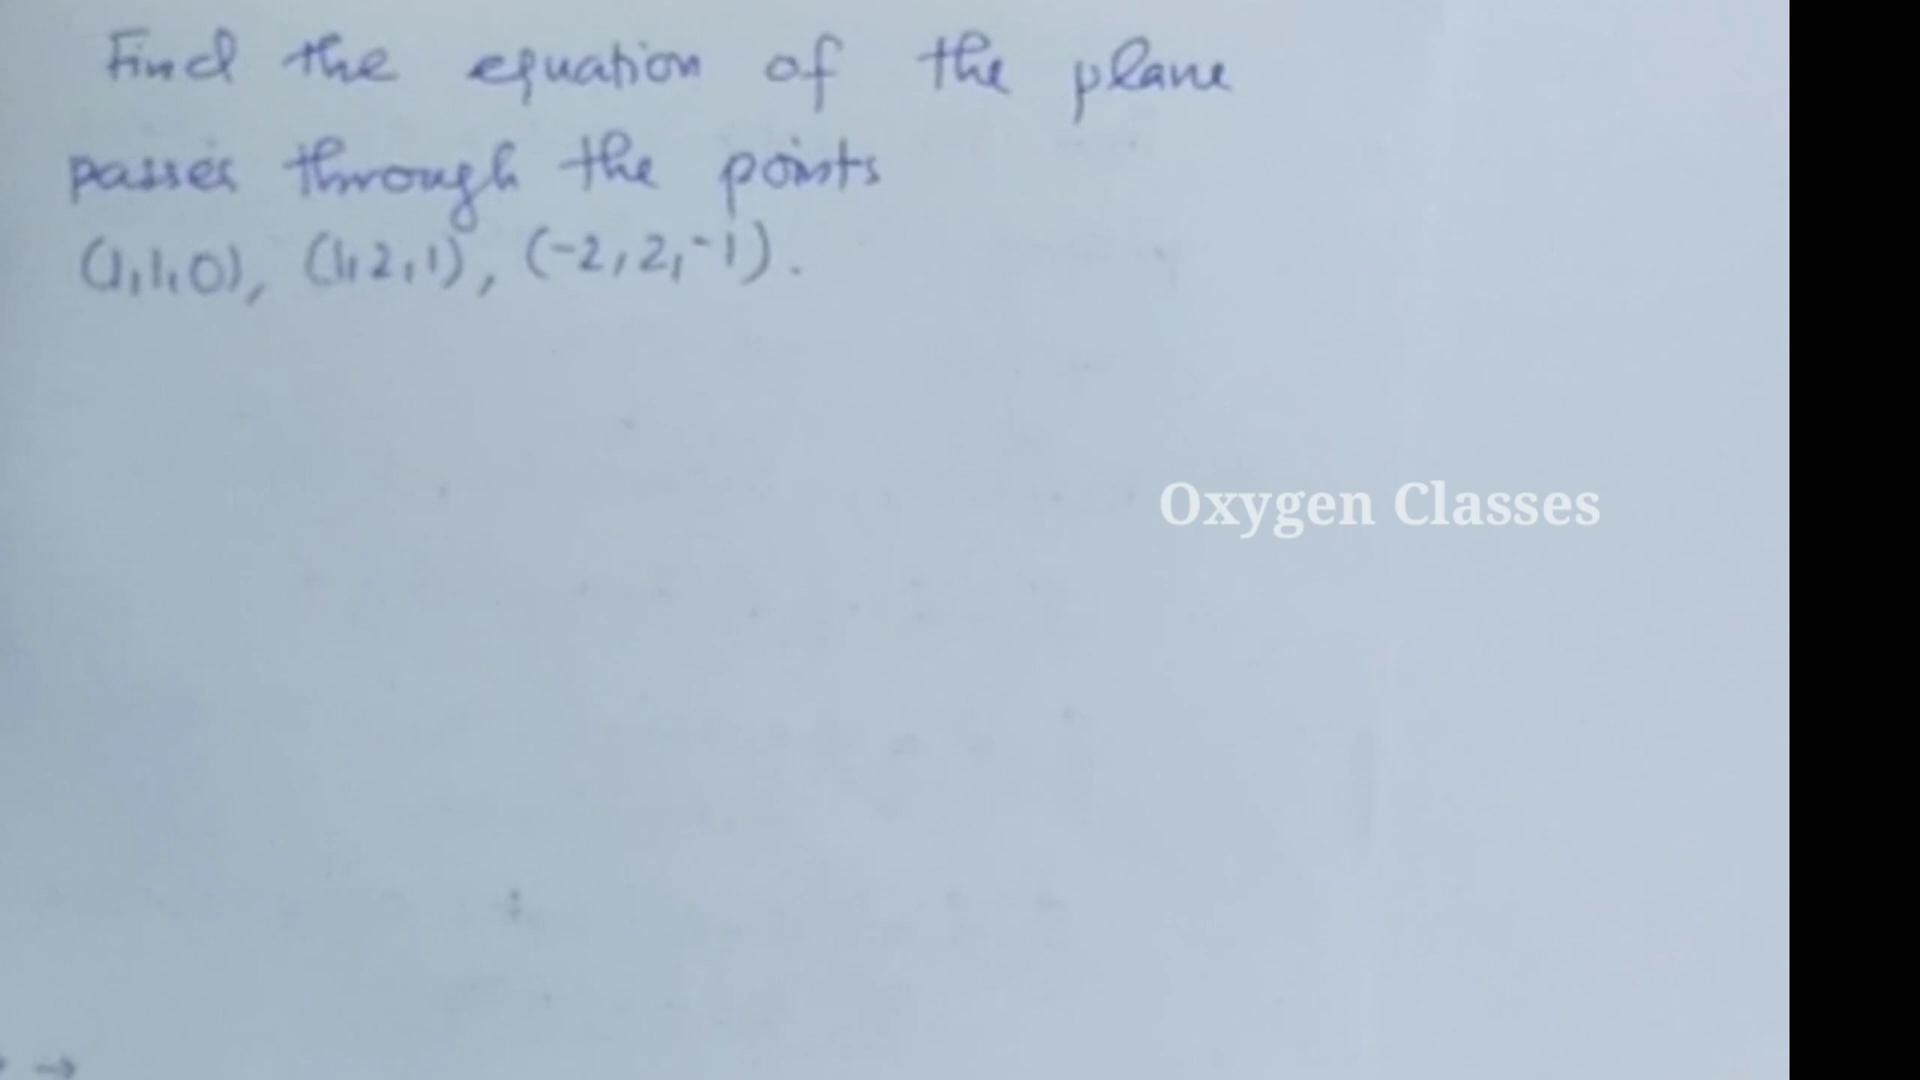 Find the equation of the plane
passes through the points
(1,1,0), (1,2,1), (-2,2,-1).
Oxygen Classes